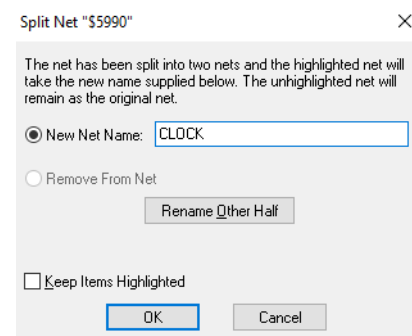 Split Net "$5990"
The net has been split into two nets and the highlighted net will
take the new name supplied below. The unhighlighted net will
remain as the original net.
New Net Name: CLOCK
Remove From Net
Rename Other Half
Keep Items Highlighted
OK Cancel